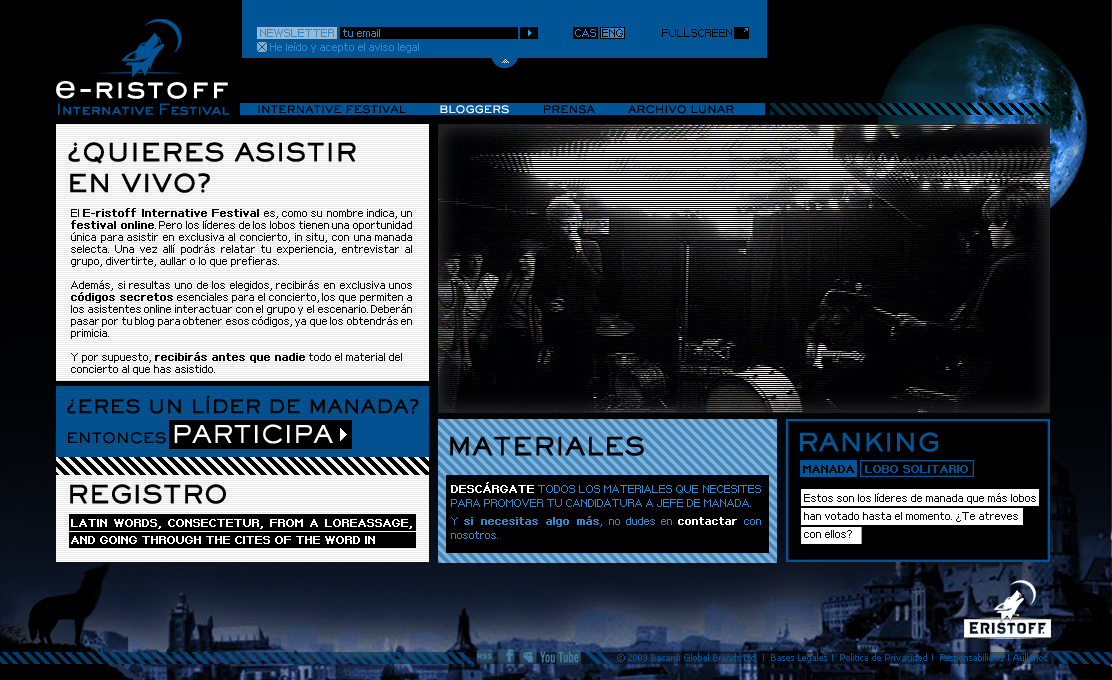 NEWSLETTER tu email
CAS ENG
FULLSCREEN
He leído y acepto el aviso legal
e-RISTOFF
INTERNATIVE FESTIVAL
INTERNATIVE FESTIVAL
BLOGGERS
PRENSA
ARCHIVO LUNAR
¿QUIERES ASISTIR
EN VIVO?
El E-ristoff Internative Festival es, como su nombre indica, un
festival online. Pero los líderes de los lobos tienen una oportunidad
única para asistir en exclusiva al concierto, in situ, con una manada
selecta. Una vez allí podrás relatar tu experiencia, entrevistar al
grupo, divertirte, aullar o lo que prefieras.
Además, si resultas uno de los elegidos, recibirás en exclusiva unos
códigos secretos esenciales para el concierto, los que permiten a
los asistentes online interactuar con el grupo y el escenario. Deberán
pasar por tu blog para obtener esos códigos, ya que los obtendrás en
primicia.
Y por supuesto, recibirás antes que nadie todo el material del
concierto al que has asistido.
¿ERES UN LÍDER DE MANADA?
ENTONCES PARTICIPA
REGISTRO
LATIN WORDS, CONSECTETUR, FROM A LOREASSAGE,
AND GOING THROUGH THE CITES OF THE WORD IN
MATERIALES
DESCÁRGATE TODOS LOS MATERIALES QUE NECESITES
PARA PROMOVER TU CANDIDATURA A JEFE DE MANADA.
Y si necesitas algo más, no dudes en contactar con
nosotros.
RANKING
MANADA LOBO SOLITARIO
Estos son los líderes de manada que más lobos
han votado hasta el momento. ¿Te atreves
con ellos?
ERISTOFF
RSS
You Tube
© 2009 Bacardi Global Brands Ltd. | Bases Legales | Política de Privacidad | Responsabilidad | Aullidos